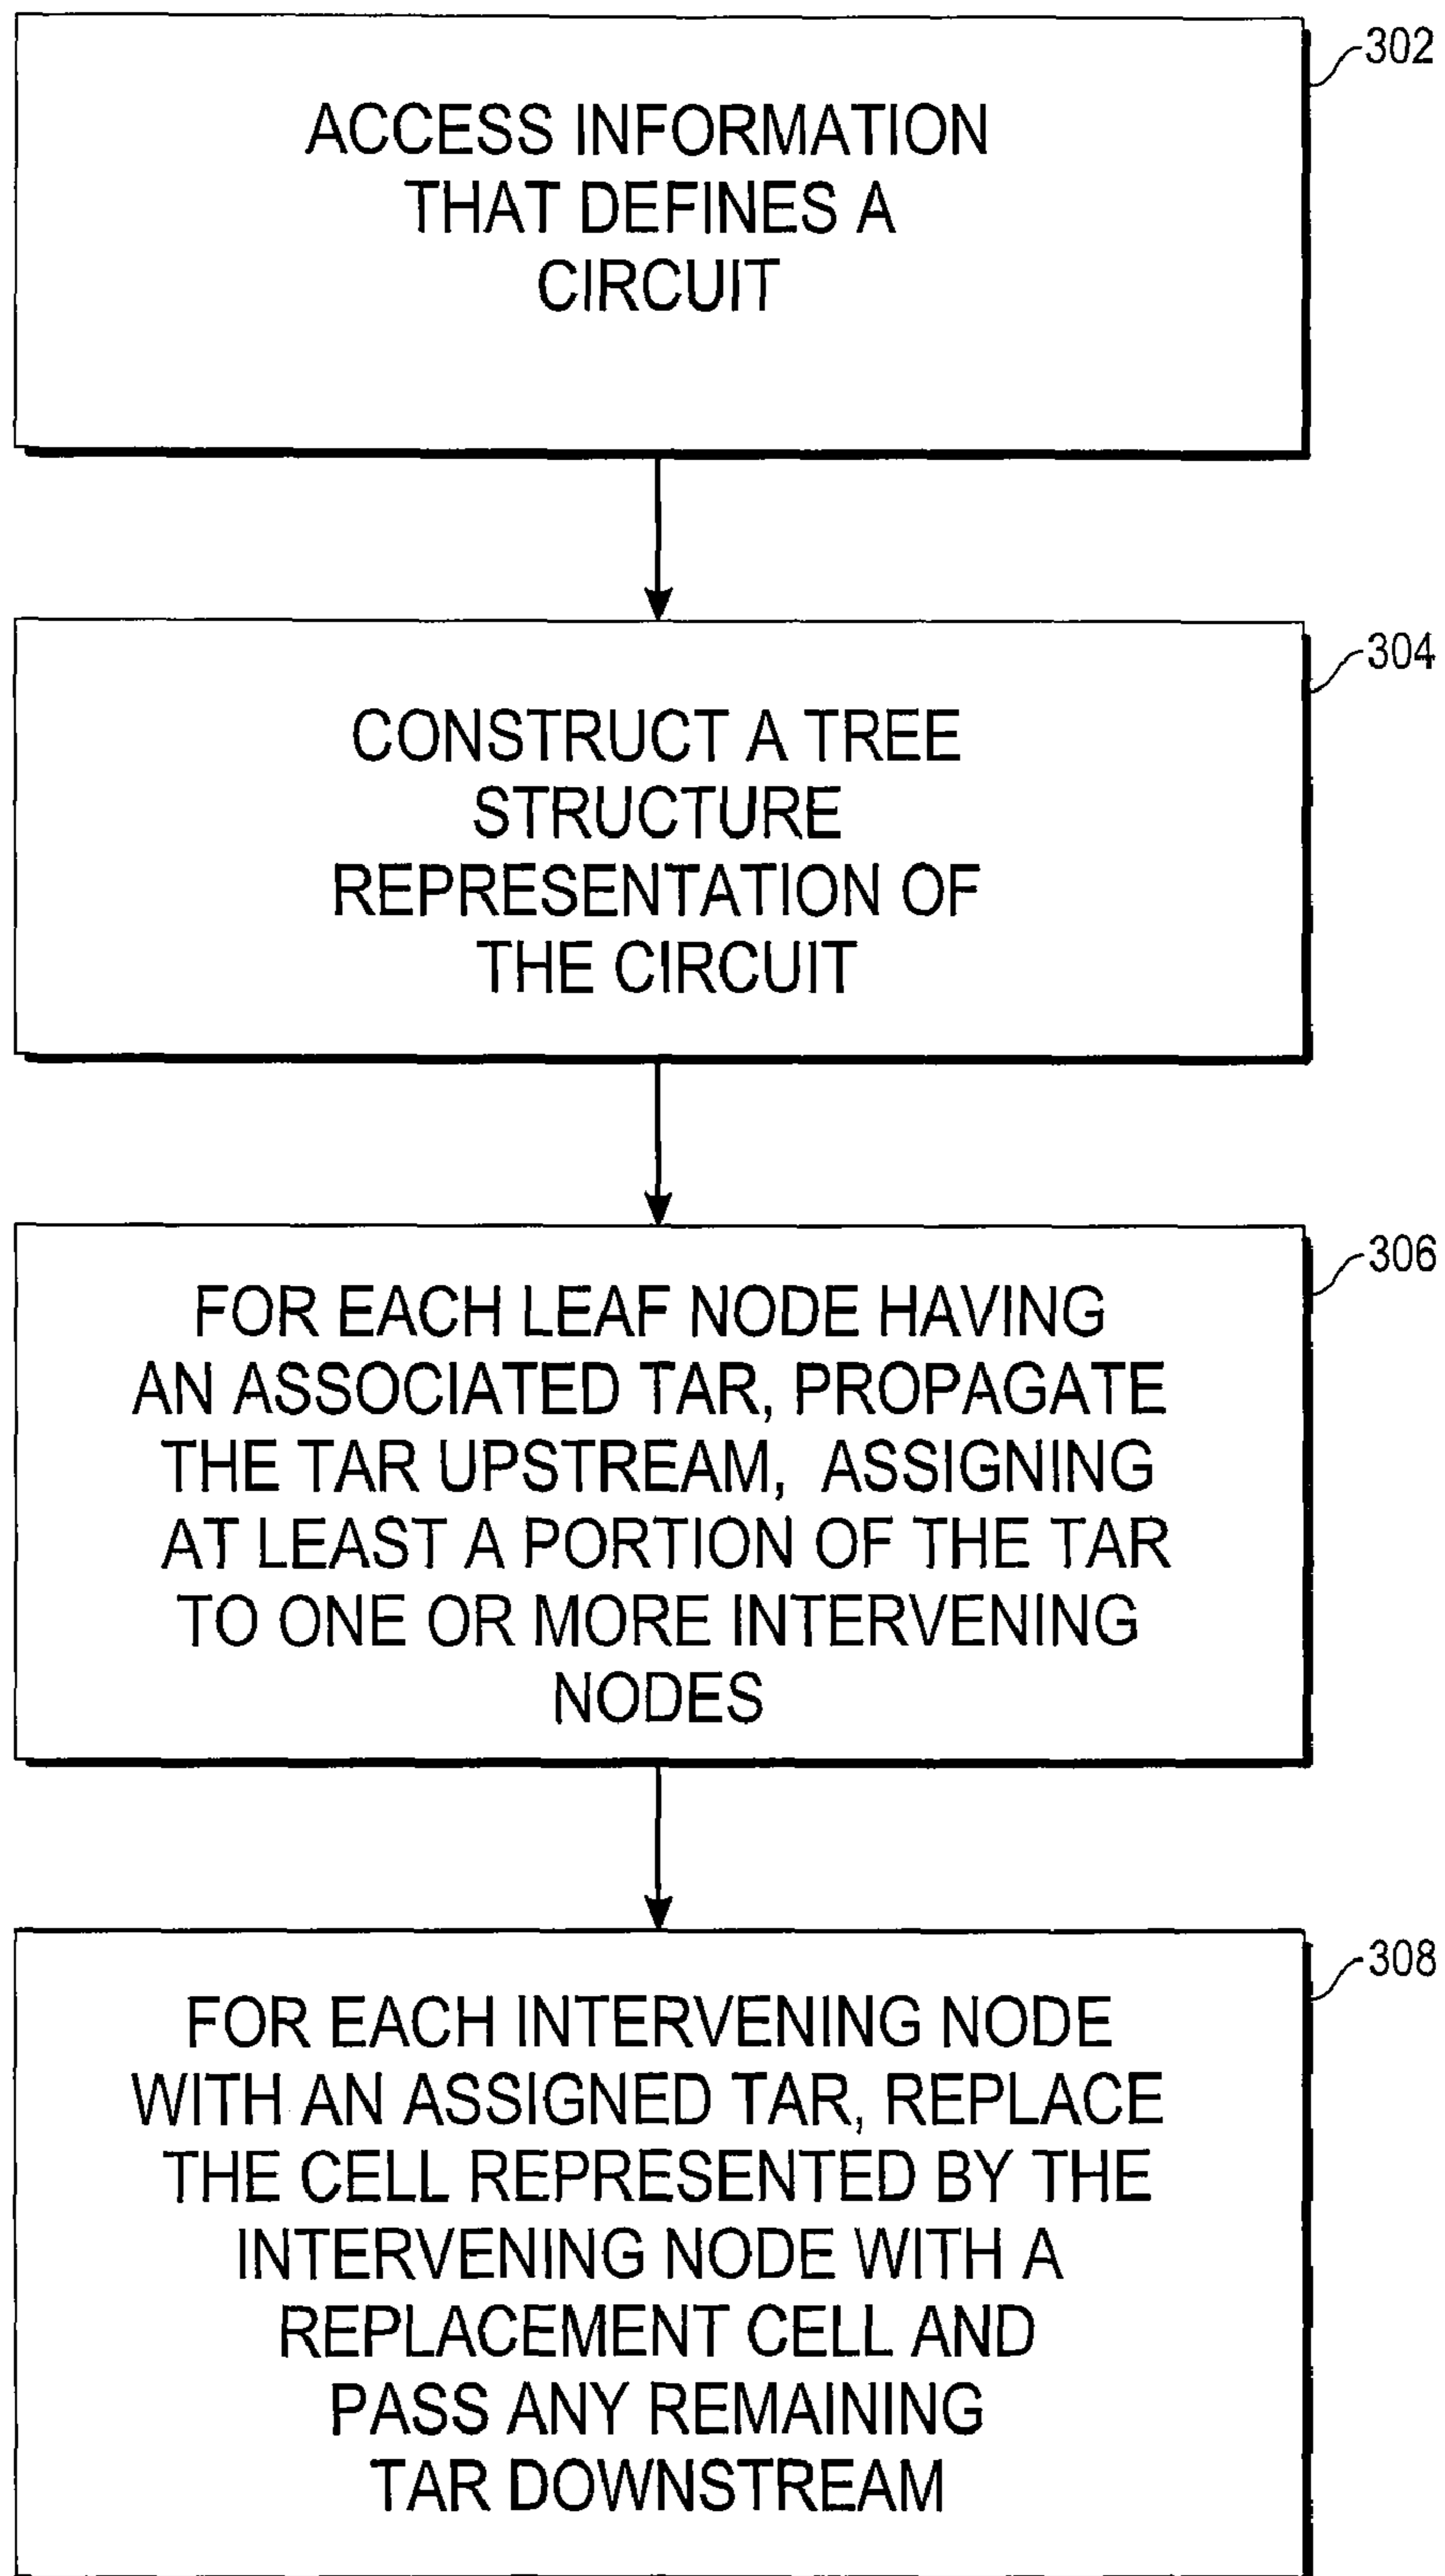 302
ACCESS INFORMATION
THAT DEFINES A
CIRCUIT
304
CONSTRUCT A TREE
STRUCTURE
REPRESENTATION OF
THE CIRCUIT
306
FOR EACH LEAF NODE HAVING
AN ASSOCIATED TAR, PROPAGATE
THE TAR UPSTREAM, ASSIGNING
AT LEAST A PORTION OF THE TAR
TO ONE OR MORE INTERVENING
NODES
308
FOR EACH INTERVENING NODE
WITH AN ASSIGNED TAR, REPLACE
THE CELL REPRESENTED BY THE
INTERVENING NODE WITH A
REPLACEMENT CELL AND
PASS ANY REMAINING
TAR DOWNSTREAM